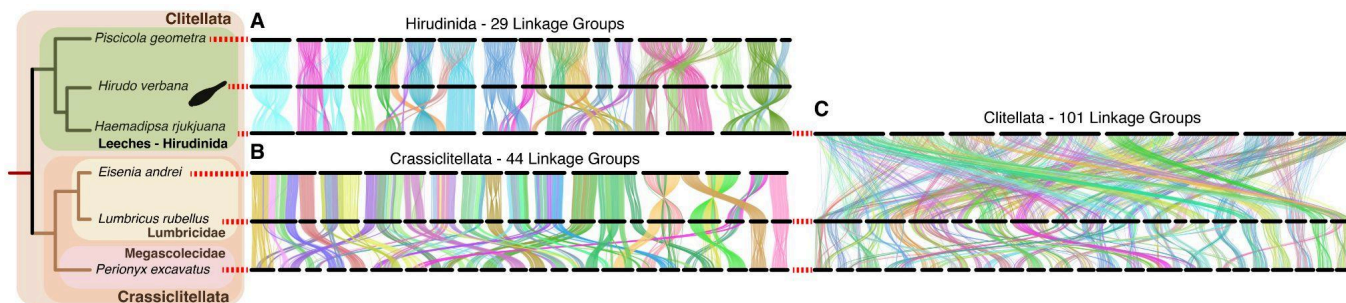 Clitellata
A
Hirudinida - 29 Linkage Groups
Piscicola geometra
Hirudo verbana
Haemadipsa rjukjuana
Leeches - Hirudinida
B
Crassiclitellata - 44 Linkage Groups
Eisenia andrei
Lumbricus rubellus
Lumbricidae
Megascolecidae
Perionyx excavatus
Crassiclitellata
C
Clitellata - 101 Linkage Groups